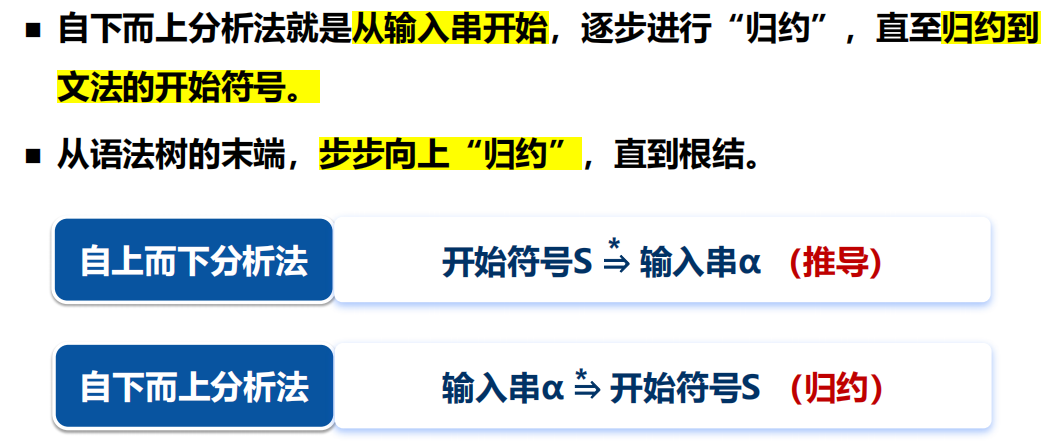 ▪ 自下而上分析法就是从输入串开始，逐步进行“归约”，直至归约到
文法的开始符号。
▪ 从语法树的末端，步步向上“归约”，直到根结。
自上而下分析法 开始符号S ⇒* 输入串α （推导）
自下而上分析法 输入串α ⇒* 开始符号S （归约）